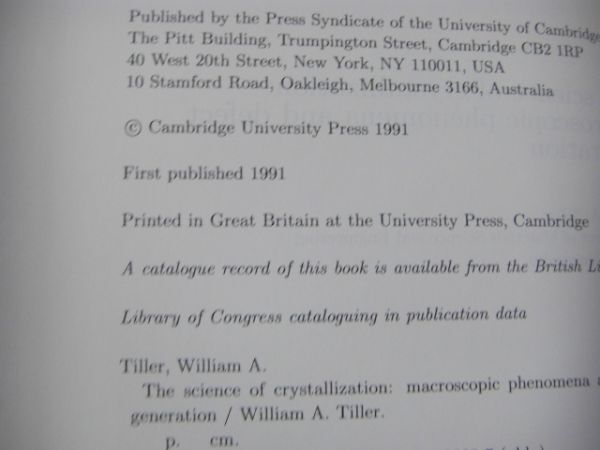 Published by the Press Syndicate of the University of Cambridge
The Pitt Building, Trumpington Street, Cambridge CB2 1RP
40 West 20th Street, New York, NY 110011, USA
10 Stamford Road, Oakleigh, Melbourne 3166, Australia
© Cambridge University Press 1991
First published 1991
Printed in Great Britain at the University Press, Cambridge
A catalogue record of this book is available from the British
Library of Congress cataloguing in publication data
Tiller, William A.
The science of crystallization: macroscopic phenomena
generation / William A. Tiller.
p. cm.